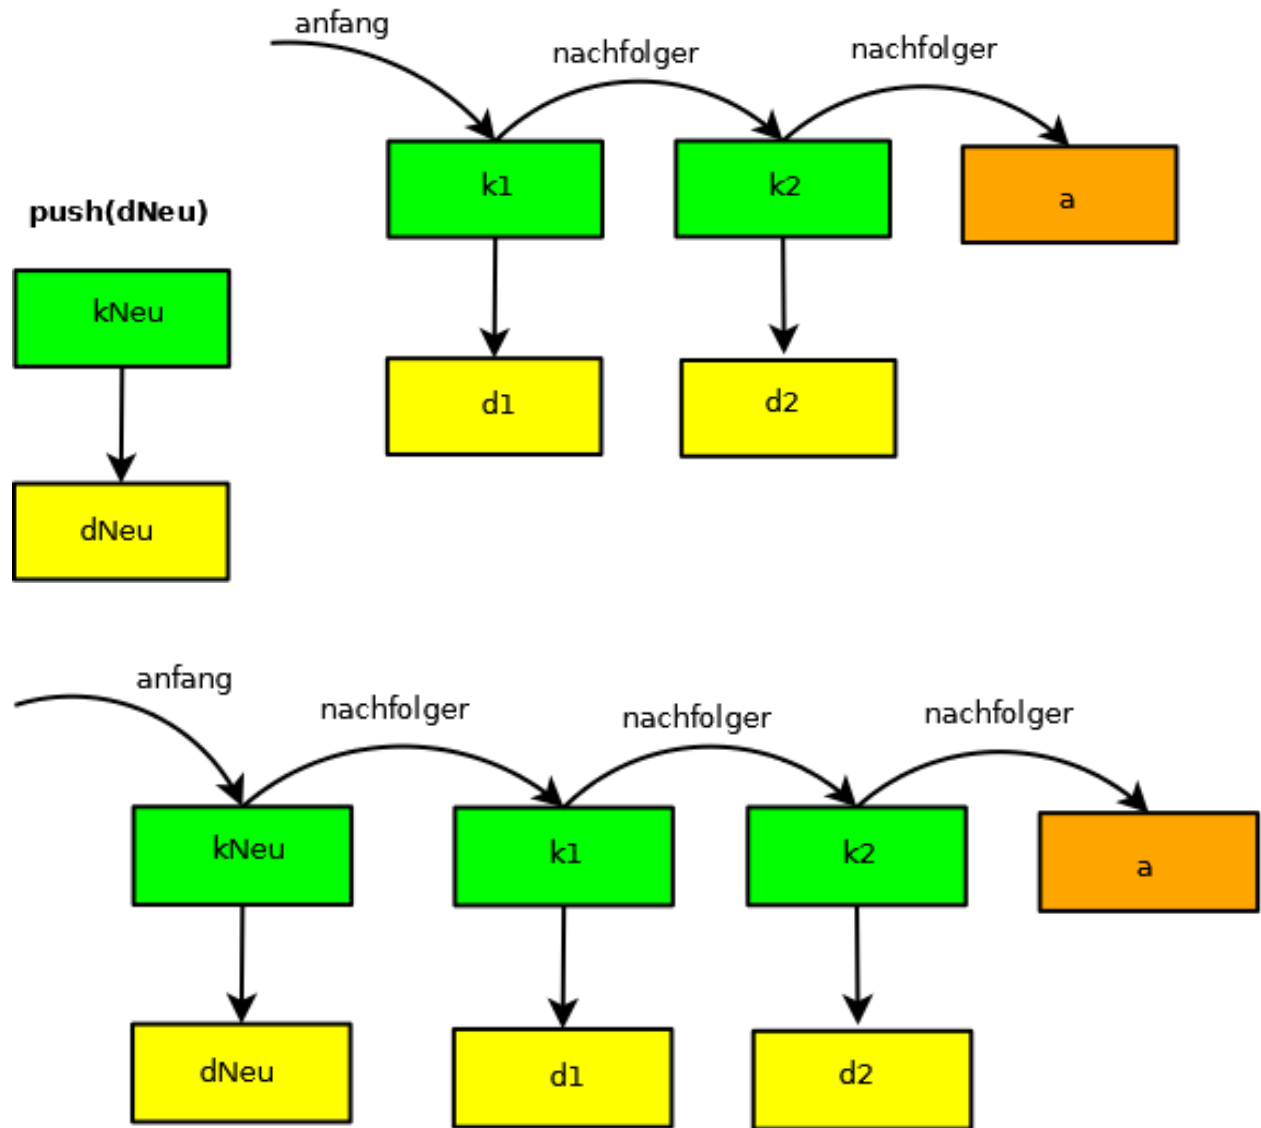 anfang
nachfolger
nachfolger
k1
k2
a
push(dNeu)
kNeu
d1
d2
dNeu
anfang
nachfolger
nachfolger
nachfolger
kNeu
k1
k2
a
dNeu
d1
d2